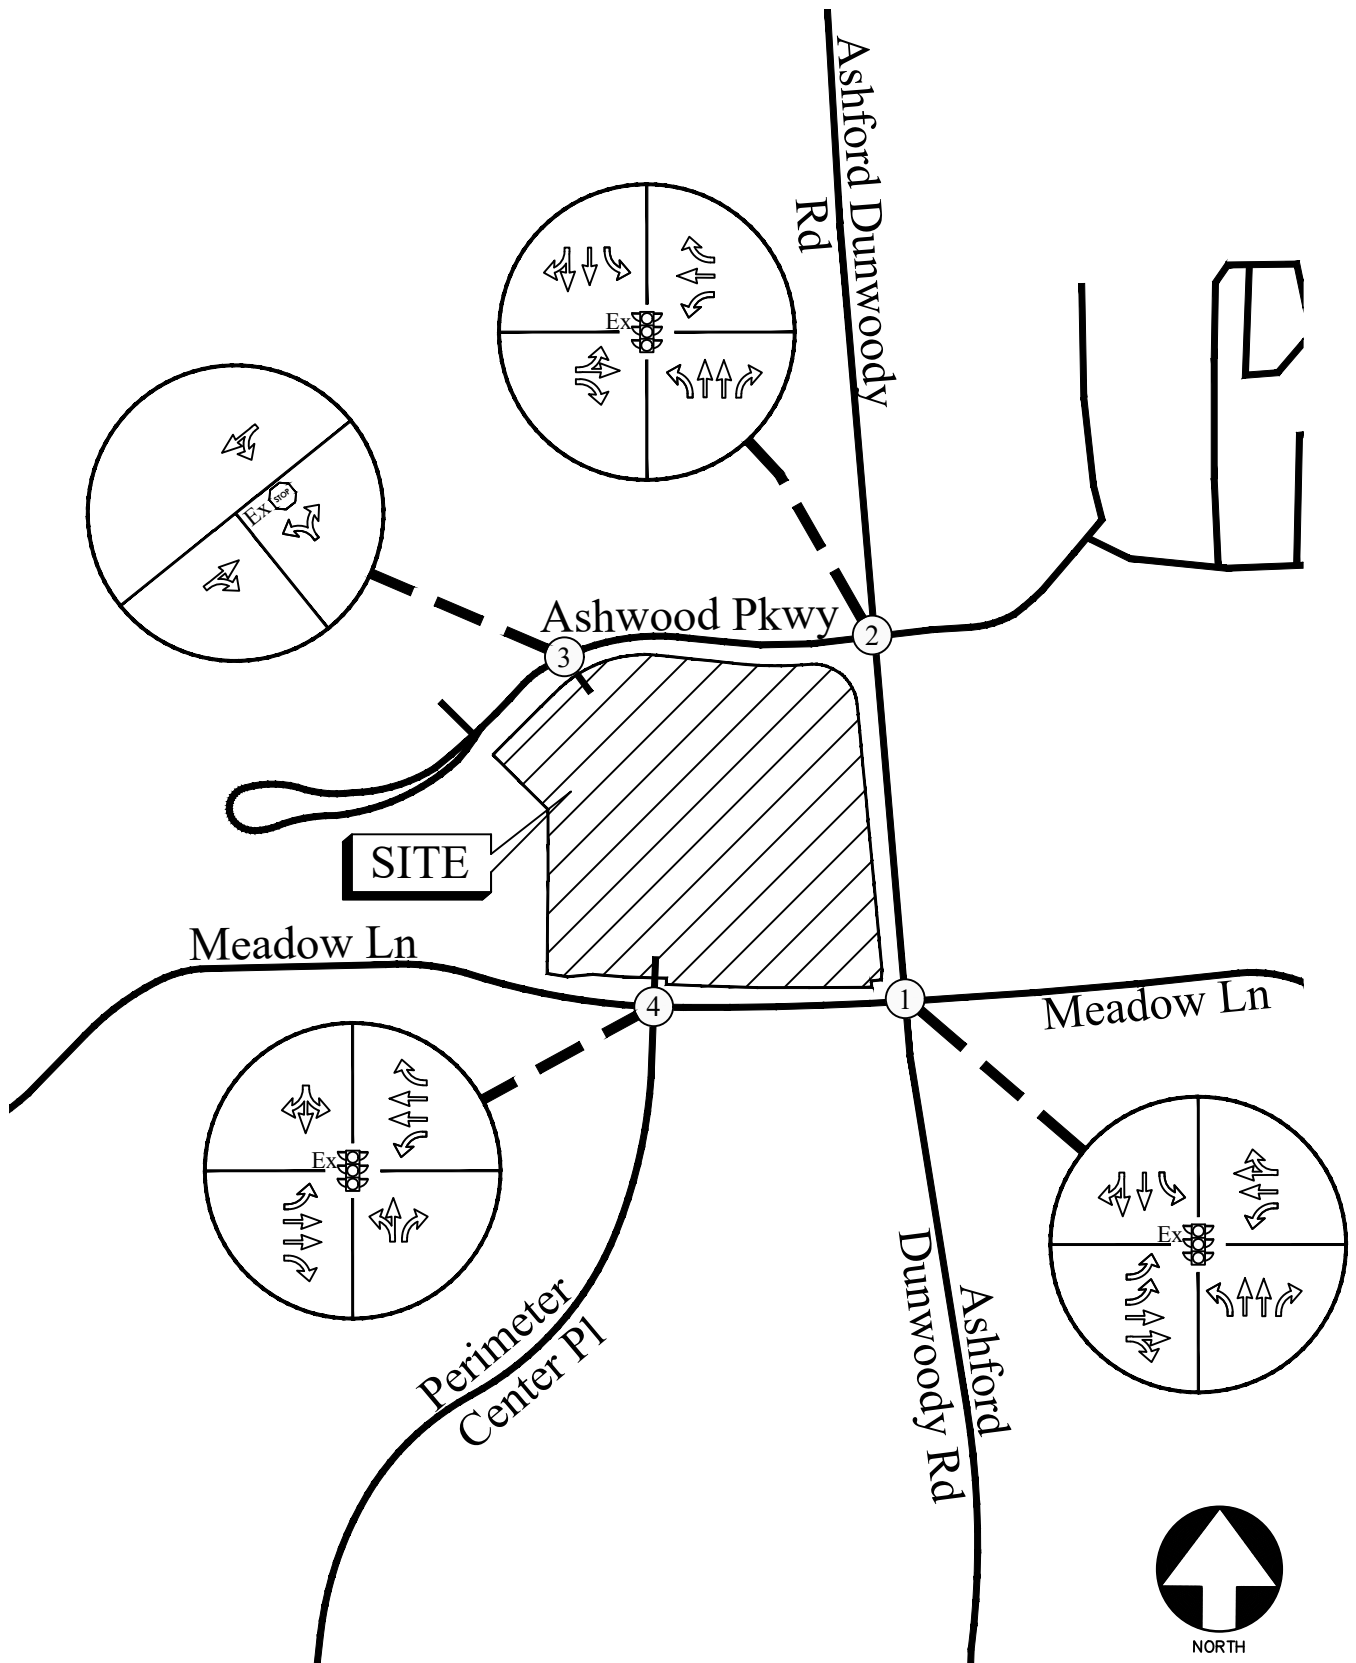 Ashford Dunwoody
Rd
Ex
STOP
Ex
Ashwood Pkwy
2
3
SITE
Meadow Ln
4
1
Meadow Ln
Ex
Ex
Perimeter
Center Pl
Ashford
Dunwoody Rd
NORTH